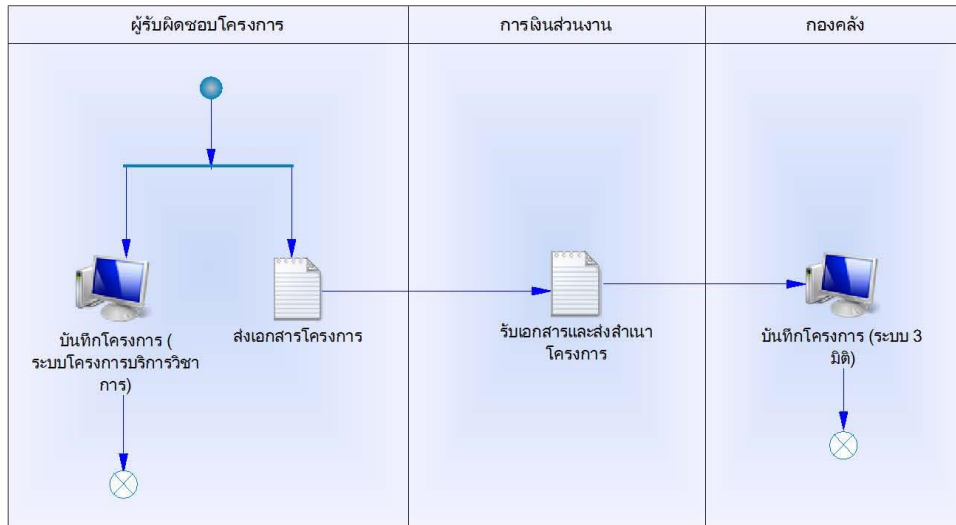 ผู้รับผิดชอบโครงการ
การเงินส่วนงาน
กองคลัง
บันทึกโครงการ (
ระบบโครงการบริการวิชา
การ)
ส่งเอกสารโครงการ
รับเอกสารและส่งสำเนา
โครงการ
บันทึกโครงการ (ระบบ 3
มิติ)